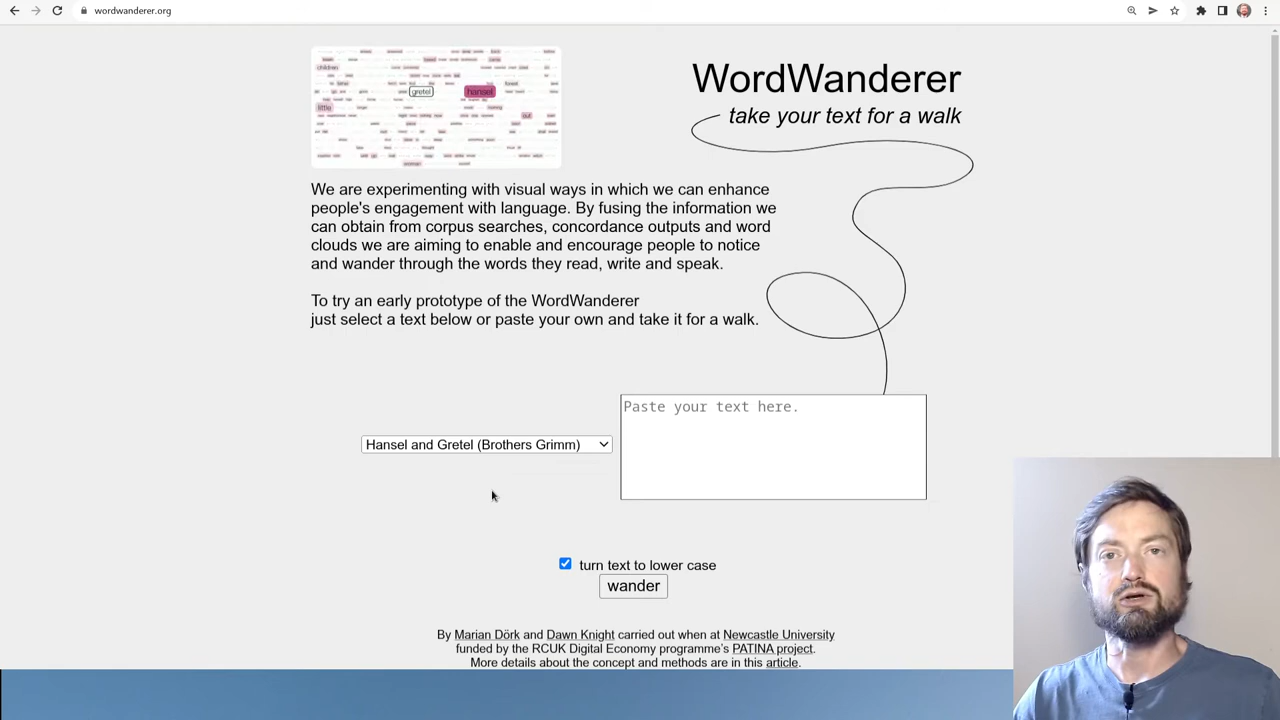 wordwanderer.org
children
gretel
hansel
little
out
woman
WordWanderer
take your text for a walk
We are experimenting with visual ways in which we can enhance
people's engagement with language. By fusing the information we
can obtain from corpus searches, concordance outputs and word
clouds we are aiming to enable and encourage people to notice
and wander through the words they read, write and speak.
To try an early prototype of the WordWanderer
just select a text below or paste your own and take it for a walk.
Hansel and Gretel (Brothers Grimm)
Paste your text here.
turn text to lower case
wander
By Marian Dörk and Dawn Knight carried out when at Newcastle University
funded by the RCUK Digital Economy programme's PATINA project.
More details about the concept and methods are in this article.